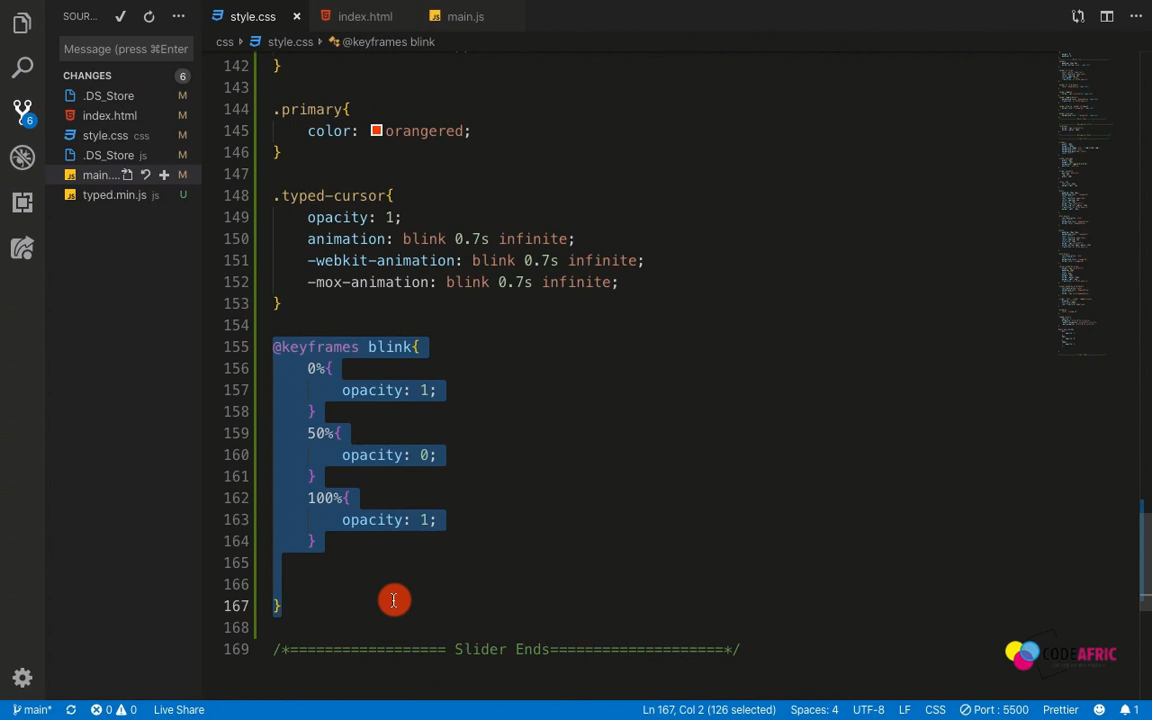 SOUR...
style.css
index.html
main.js
Message (press ⌘Enter
css > style.css > @keyframes blink
CHANGES 6
.DS_Store M
index.html M
style.css css M
.DS_Store js M
main.... M
typed.min.js js U
6
142 }
143
144 .primary{
145 color: orangered;
146 }
147
148 .typed-cursor{
149 opacity: 1;
150 animation: blink 0.7s infinite;
151 -webkit-animation: blink 0.7s infinite;
152 -mox-animation: blink 0.7s infinite;
153 }
154
155 @keyframes blink{
156 0%{
157 opacity: 1;
158 }
159 50%{
160 opacity: 0;
161 }
162 100%{
163 opacity: 1;
164 }
165
166
167 }
168
169 /*================== Slider Ends====================*/
CODEAFRIC
main* 0 0 Live Share Ln 167, Col 2 (126 selected) Spaces: 4 UTF-8 LF CSS Port : 5500 Prettier 1